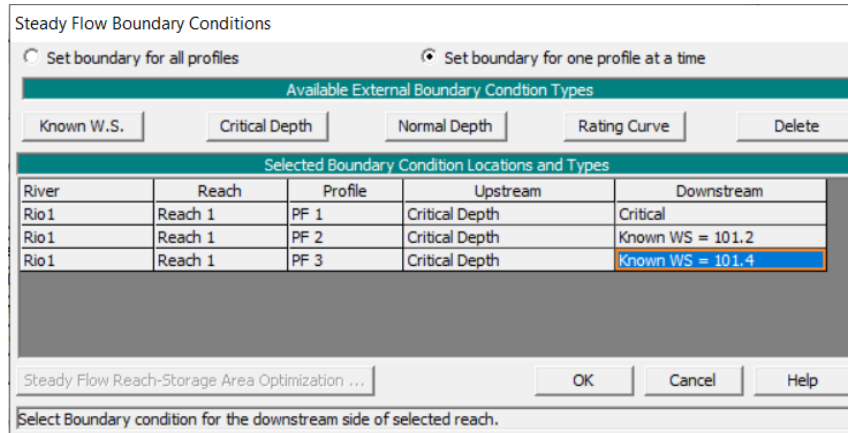 Steady Flow Boundary Conditions
Set boundary for all profiles Set boundary for one profile at a time
Available External Boundary Condtion Types
Known W.S. Critical Depth Normal Depth Rating Curve Delete
Selected Boundary Condition Locations and Types
River Reach Profile Upstream Downstream
Rio1 Reach 1 PF 1 Critical Depth Critical
Rio1 Reach 1 PF 2 Critical Depth Known WS = 101.2
Rio1 Reach 1 PF 3 Critical Depth Known WS = 101.4
Steady Flow Reach-Storage Area Optimization ... OK Cancel Help
Select Boundary condition for the downstream side of selected reach.